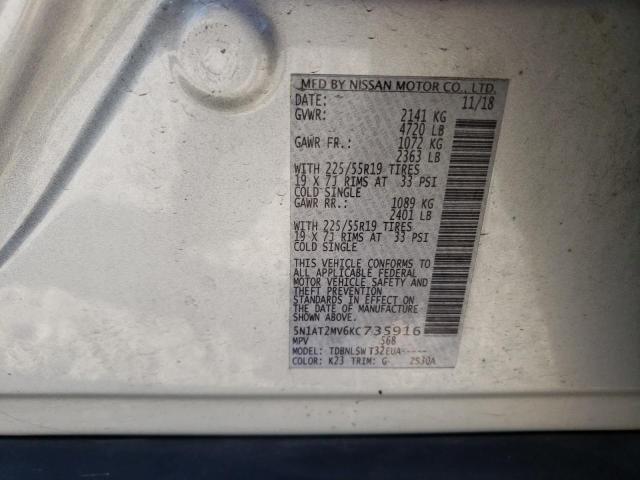 MFD BY NISSAN MOTOR CO., LTD.
DATE: 11/18
GVWR: 2141 KG
4720 LB
GAWR FR.: 1072 KG
2363 LB
WITH 225/55R19 TIRES
19 X 7J RIMS AT 33 PSI
COLD SINGLE
GAWR RR.: 1089 KG
2401 LB
WITH 225/55R19 TIRES
19 X 7J RIMS AT 33 PSI
COLD SINGLE
THIS VEHICLE CONFORMS TO
ALL APPLICABLE FEDERAL
MOTOR VEHICLE SAFETY AND
THEFT PREVENTION
STANDARDS IN EFFECT ON
THE DATE OF MANUFACTURE
SHOWN ABOVE.
5N1AT2MV6KC735916
MPV 568
MODEL: TDBNLSW T32EUA-----
COLOR: K23 TRIM: G 2530A